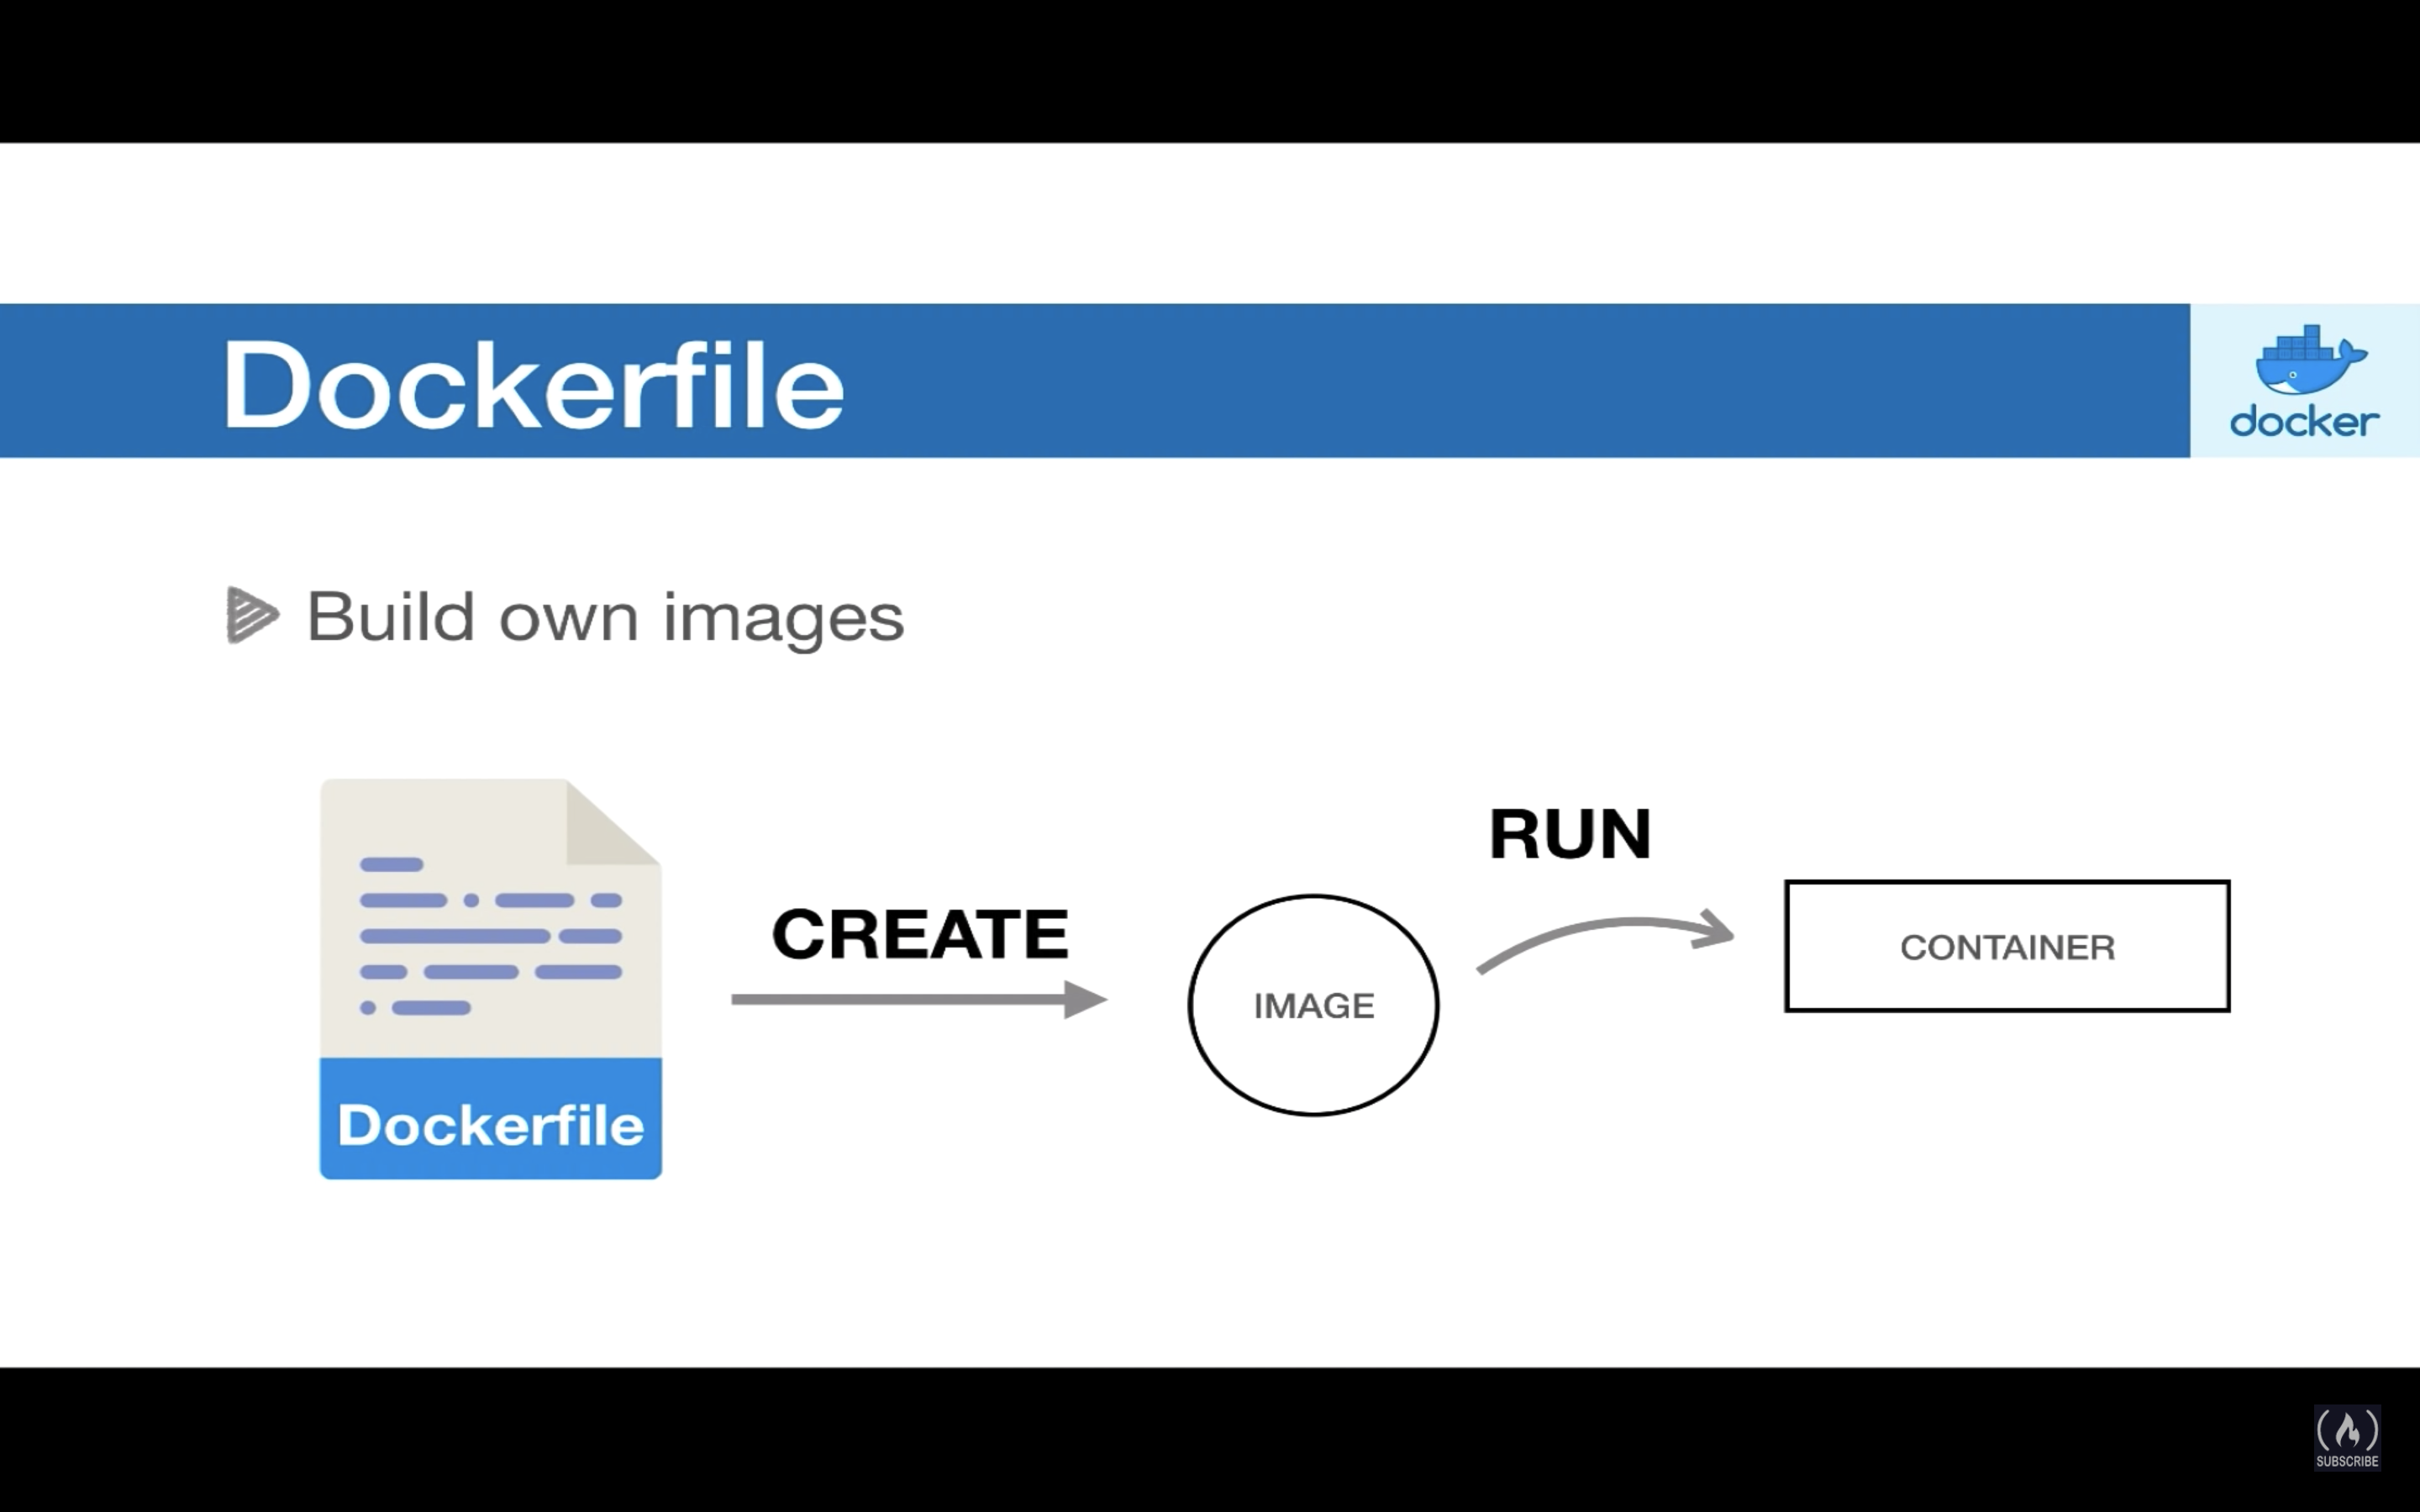 Dockerfile
docker
Build own images
RUN
CREATE
CONTAINER
IMAGE
Dockerfile
SUBSCRIBE